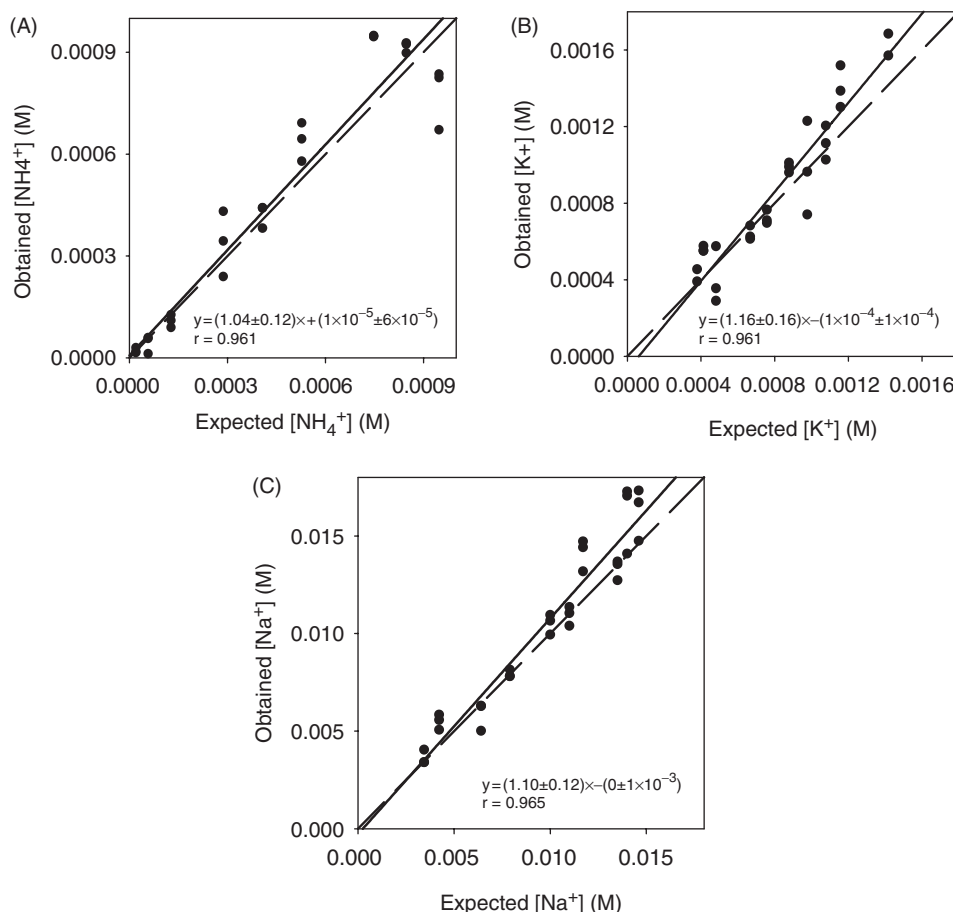 (A)
0.0009
0.0006
0.0003
0.0000
Obtained [NH4⁺] (M)
y=(1.04±0.12)×+(1×10⁻⁵±6×10⁻⁵)
r = 0.961
0.0000 0.0003 0.0006 0.0009
Expected [NH₄⁺] (M)
(B)
0.0016
0.0012
0.0008
0.0004
0.0000
Obtained [K+] (M)
y=(1.16±0.16)×−(1×10⁻⁴±1×10⁻⁴)
r = 0.961
0.0000 0.0004 0.0008 0.0012 0.0016
Expected [K⁺] (M)
(C)
0.015
0.010
0.005
0.000
Obtained [Na⁺] (M)
y=(1.10±0.12)×−(0±1×10⁻³)
r = 0.965
0.000 0.005 0.010 0.015
Expected [Na⁺] (M)